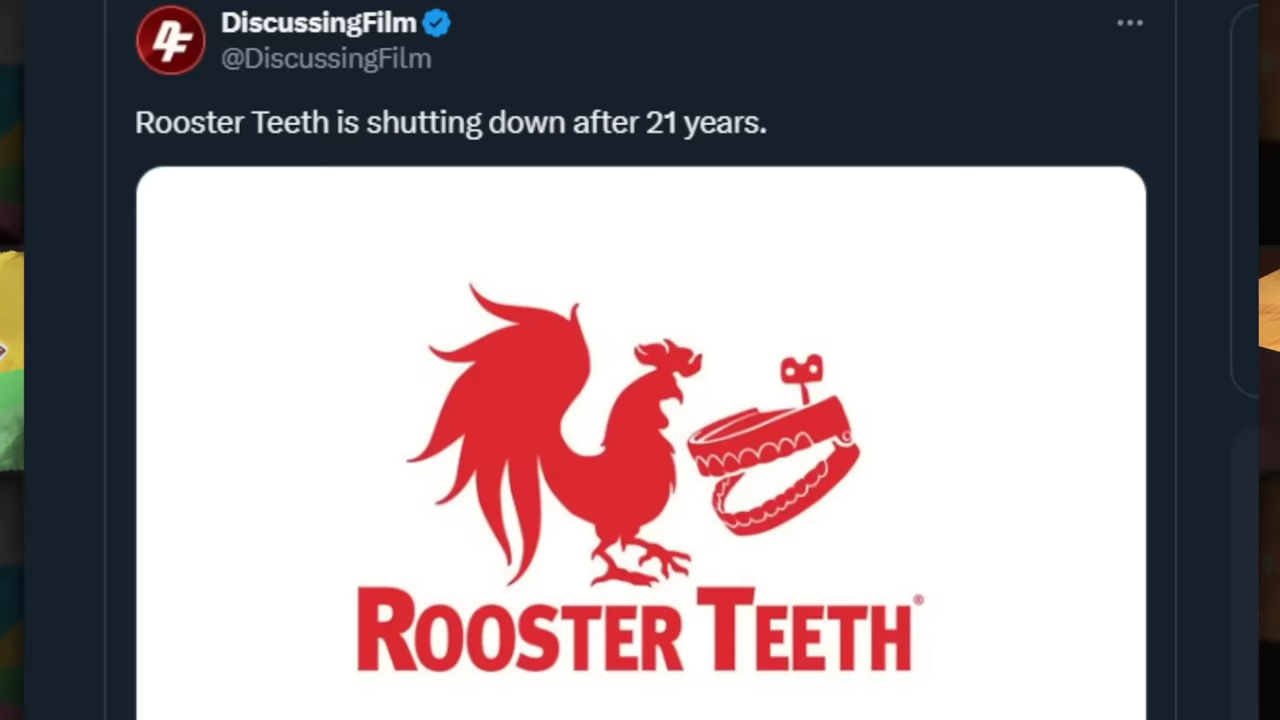 DiscussingFilm
@DiscussingFilm
Rooster Teeth is shutting down after 21 years.
ROOSTER TEETH®